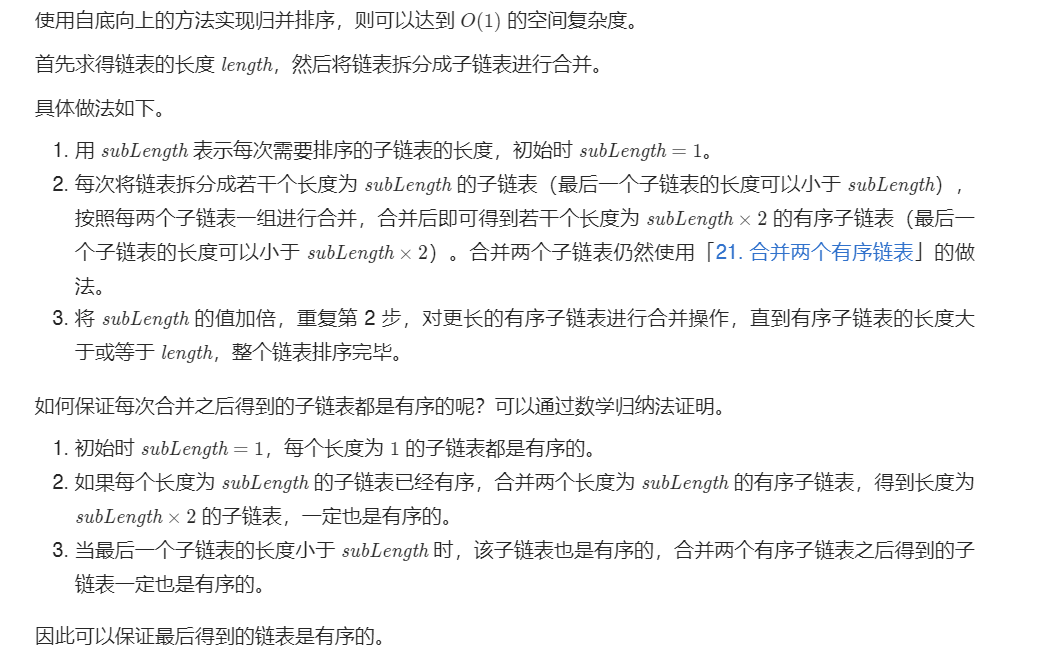 使用自底向上的方法实现归并排序，则可以达到 O(1) 的空间复杂度。
首先求得链表的长度 length，然后将链表拆分成子链表进行合并。
具体做法如下。
1. 用 subLength 表示每次需要排序的子链表的长度，初始时 subLength = 1。
2. 每次将链表拆分成若干个长度为 subLength 的子链表（最后一个子链表的长度可以小于 subLength），
按照每两个子链表一组进行合并，合并后即可得到若干个长度为 subLength × 2 的有序子链表（最后一
个子链表的长度可以小于 subLength × 2）。合并两个子链表仍然使用「21. 合并两个有序链表」的做
法。
3. 将 subLength 的值加倍，重复第 2 步，对更长的有序子链表进行合并操作，直到有序子链表的长度大
于或等于 length，整个链表排序完毕。
如何保证每次合并之后得到的子链表都是有序的呢？可以通过数学归纳法证明。
1. 初始时 subLength = 1，每个长度为 1 的子链表都是有序的。
2. 如果每个长度为 subLength 的子链表已经有序，合并两个长度为 subLength 的有序子链表，得到长度为
subLength × 2 的子链表，一定也是有序的。
3. 当最后一个子链表的长度小于 subLength 时，该子链表也是有序的，合并两个有序子链表之后得到的子
链表一定也是有序的。
因此可以保证最后得到的链表是有序的。